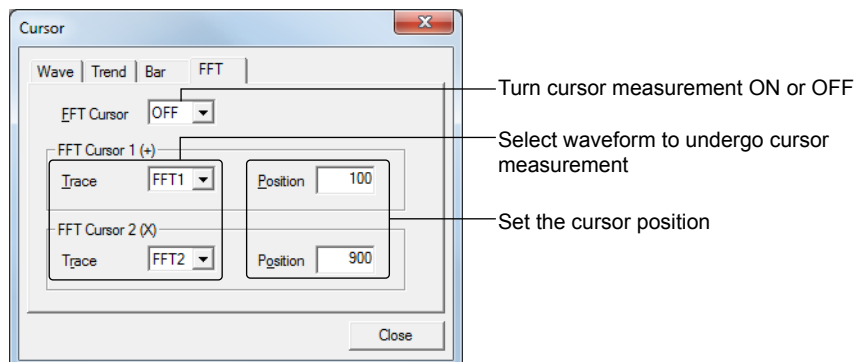 Cursor
Wave Trend Bar FFT
FFT Cursor OFF
Turn cursor measurement ON or OFF
FFT Cursor 1 (+)
Select waveform to undergo cursor
measurement
Trace FFT1 Position 100
Set the cursor position
FFT Cursor 2 (X)
Trace FFT2 Position 900
Close